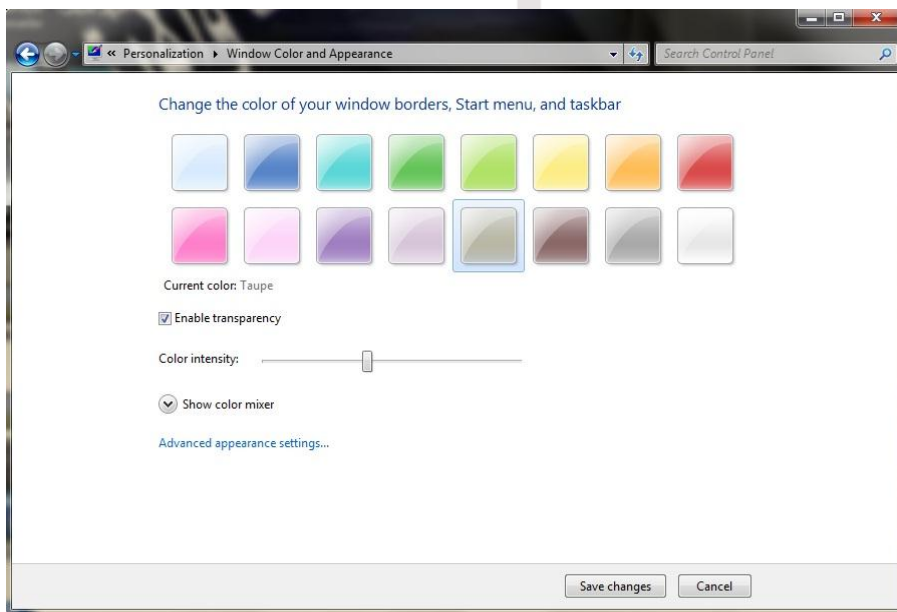 « Personalization ▸ Window Color and Appearance
Search Control Panel
Change the color of your window borders, Start menu, and taskbar
Current color: Taupe
Enable transparency
Color intensity:
Show color mixer
Advanced appearance settings...
Save changes Cancel